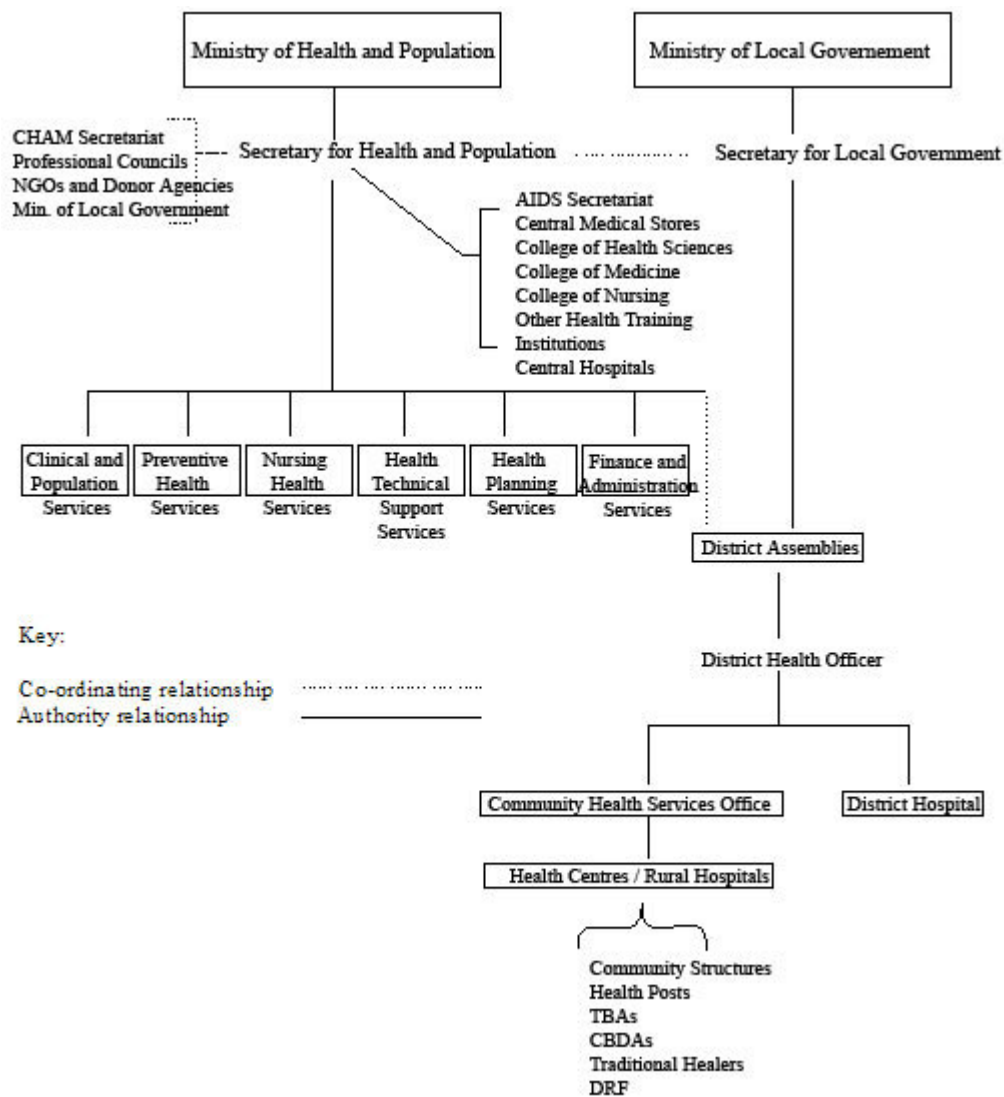 Ministry of Health and Population
Ministry of Local Governement
CHAM Secretariat
Professional Councils
NGOs and Donor Agencies
Min. of Local Government
Secretary for Health and Population
Secretary for Local Government
AIDS Secretariat
Central Medical Stores
College of Health Sciences
College of Medicine
College of Nursing
Other Health Training
Institutions
Central Hospitals
Clinical and
Population
Services
Preventive
Health
Services
Nursing
Health
Services
Health
Technical
Support
Services
Health
Planning
Services
Finance and
Administration
Services
District Assemblies
Key:
Co-ordinating relationship
Authority relationship
District Health Officer
Community Health Services Office
District Hospital
Health Centres / Rural Hospitals
Community Structures
Health Posts
TBAs
CBDAs
Traditional Healers
DRF